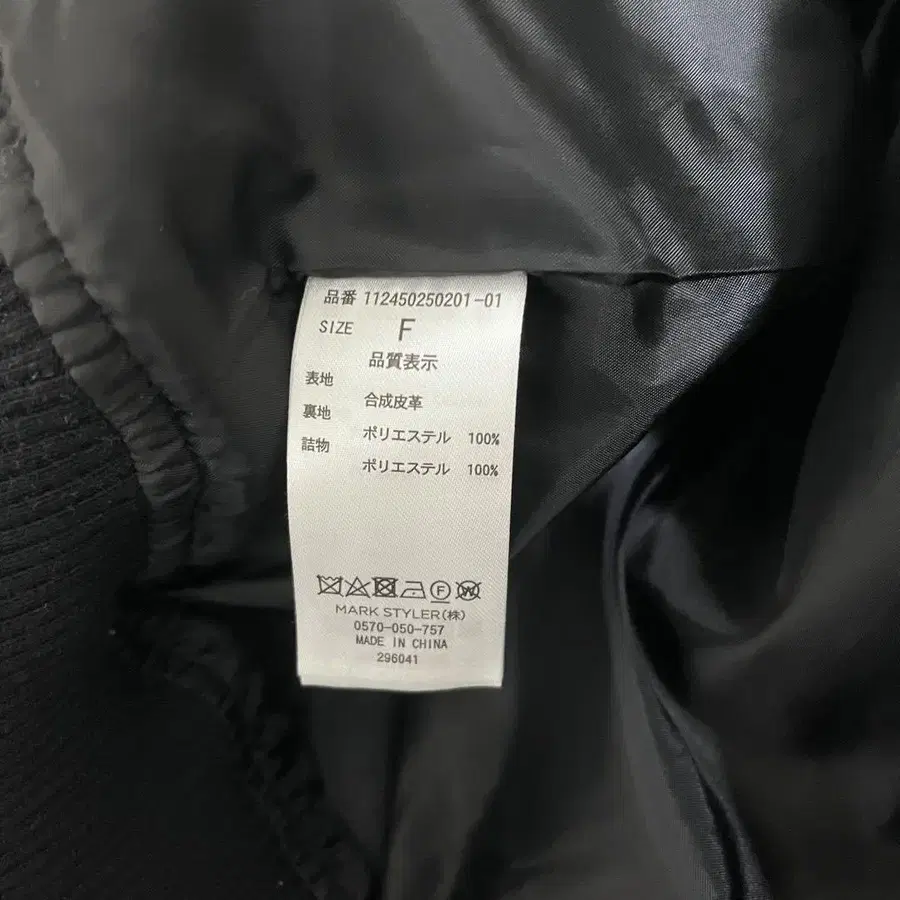 品番 112450250201-01
SIZE F
品質表示
表地 合成皮革
裏地 ポリエステル 100%
詰物 ポリエステル 100%
F W
MARK STYLER(株)
0570-050-757
MADE IN CHINA
296041